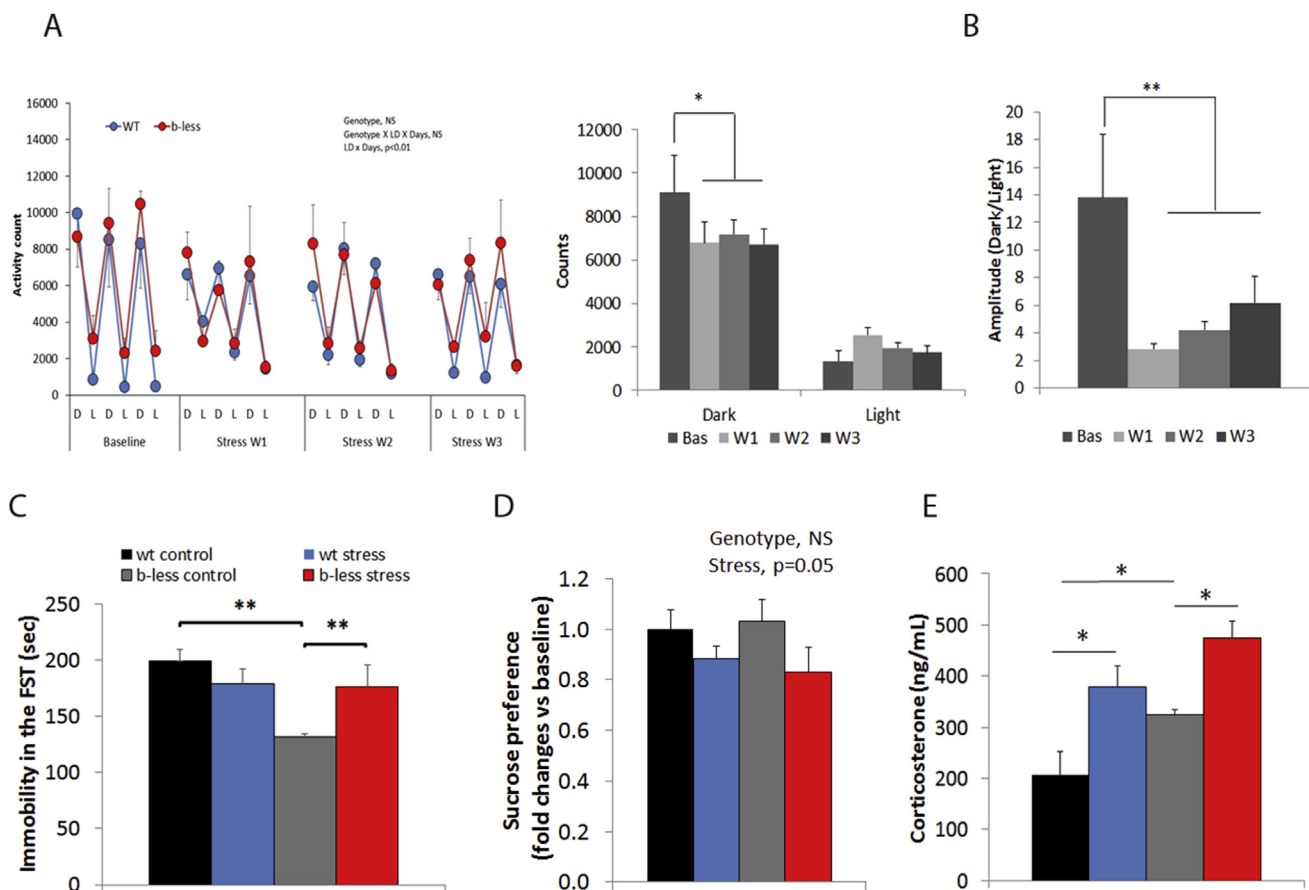 A
B
16000
14000
12000
10000
8000
6000
4000
2000
0
Activity count
WT b-less
Genotype, NS
Genotype X LD X Days, NS
LD x Days, p<0.01
D L D L D L D L D L D L D L D L D L D L D L D L
Baseline Stress W1 Stress W2 Stress W3
12000
10000
8000
6000
4000
2000
0
Counts
*
Dark Light
Bas W1 W2 W3
20
18
16
14
12
10
8
6
4
2
0
Amplitude (Dark/Light)
**
Bas W1 W2 W3
C
D
E
wt control wt stress
b-less control b-less stress
250
200
150
100
50
0
Immobility in the FST (sec)
** **
Genotype, NS
Stress, p=0.05
1.2
1.0
0.8
0.6
0.4
0.2
0.0
Sucrose preference
(fold changes vs baseline)
600
500
400
300
200
100
0
Corticosterone (ng/mL)
* * *